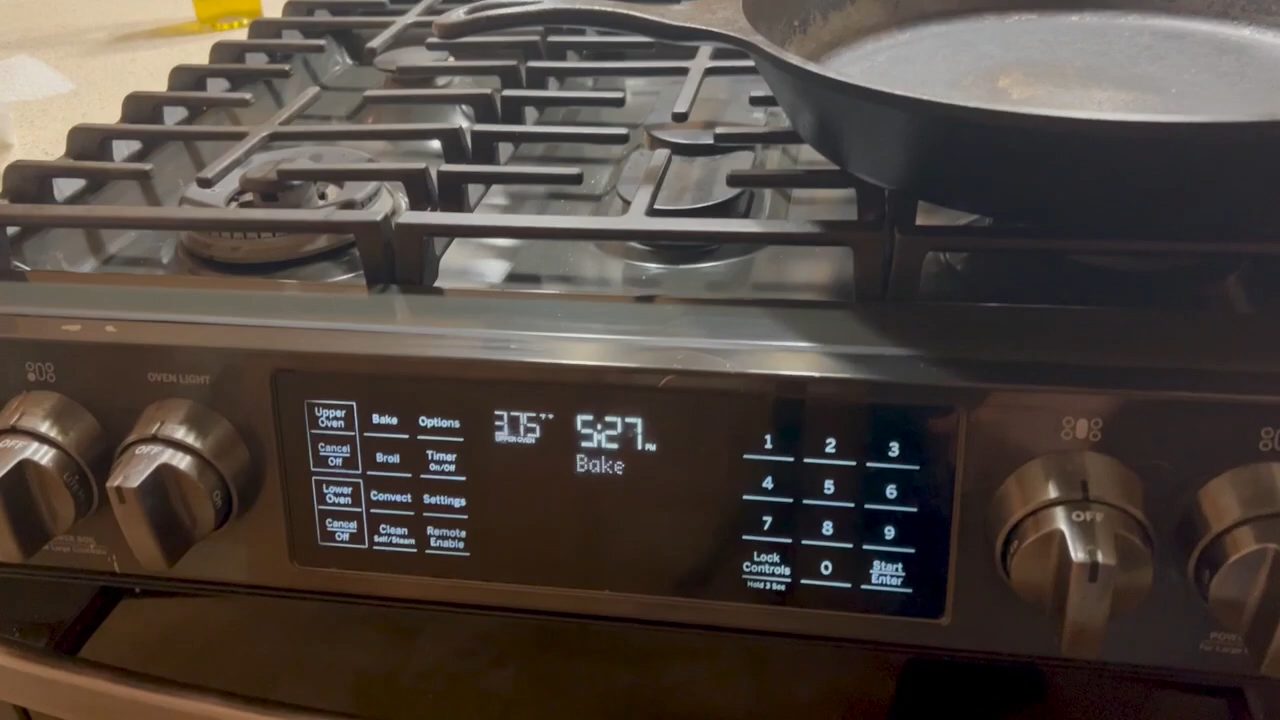 OVEN LIGHT
OFF
OFF
Upper
Oven
Cancel
Off
Lower
Oven
Cancel
Off
Bake
Broil
Convect
Clean
Self/Steam
Options
Timer
On/Off
Settings
Remote
Enable
375°F
UPPER OVEN
5:27 PM
Bake
1 2 3
4 5 6
7 8 9
Lock
Controls
Hold 3 Sec
0
Start
Enter
OFF